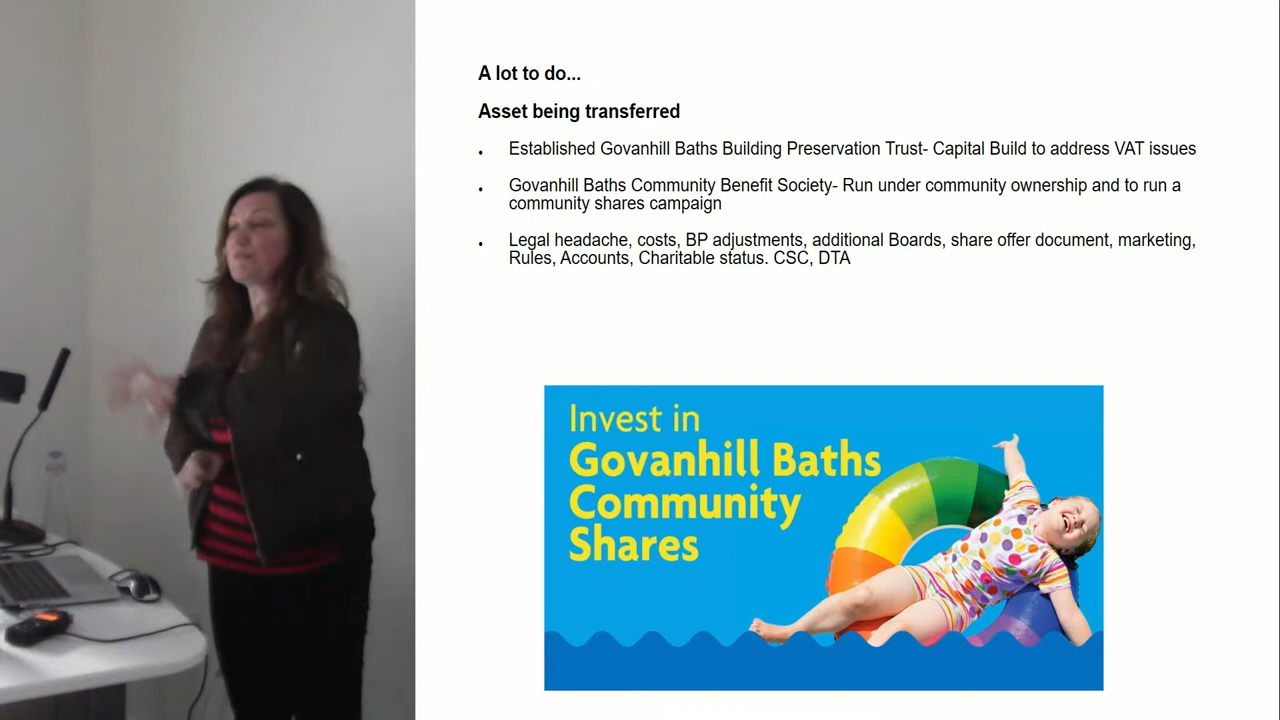 A lot to do...
Asset being transferred
• Established Govanhill Baths Building Preservation Trust- Capital Build to address VAT issues
• Govanhill Baths Community Benefit Society- Run under community ownership and to run a
community shares campaign
• Legal headache, costs, BP adjustments, additional Boards, share offer document, marketing,
Rules, Accounts, Charitable status. CSC, DTA
Invest in
Govanhill Baths
Community
Shares